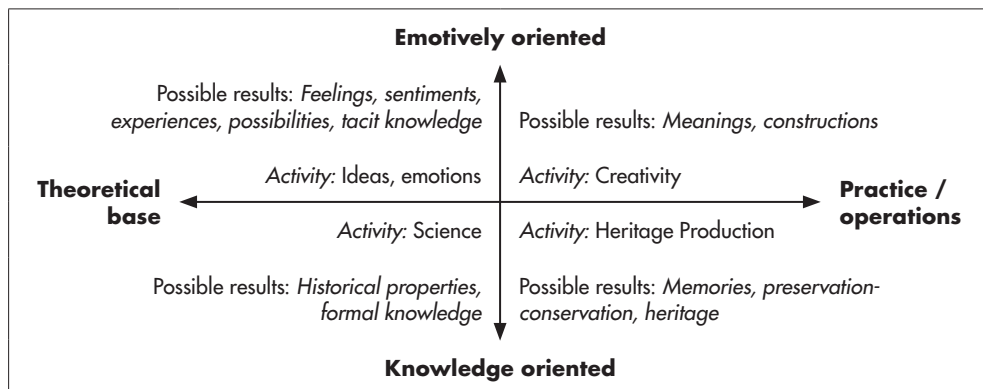 Emotively oriented
Possible results: Feelings, sentiments,
experiences, possibilities, tacit knowledge
Possible results: Meanings, constructions
Activity: Ideas, emotions
Activity: Creativity
Theoretical
base
Practice /
operations
Activity: Science
Activity: Heritage Production
Possible results: Historical properties,
formal knowledge
Possible results: Memories, preservation-
conservation, heritage
Knowledge oriented